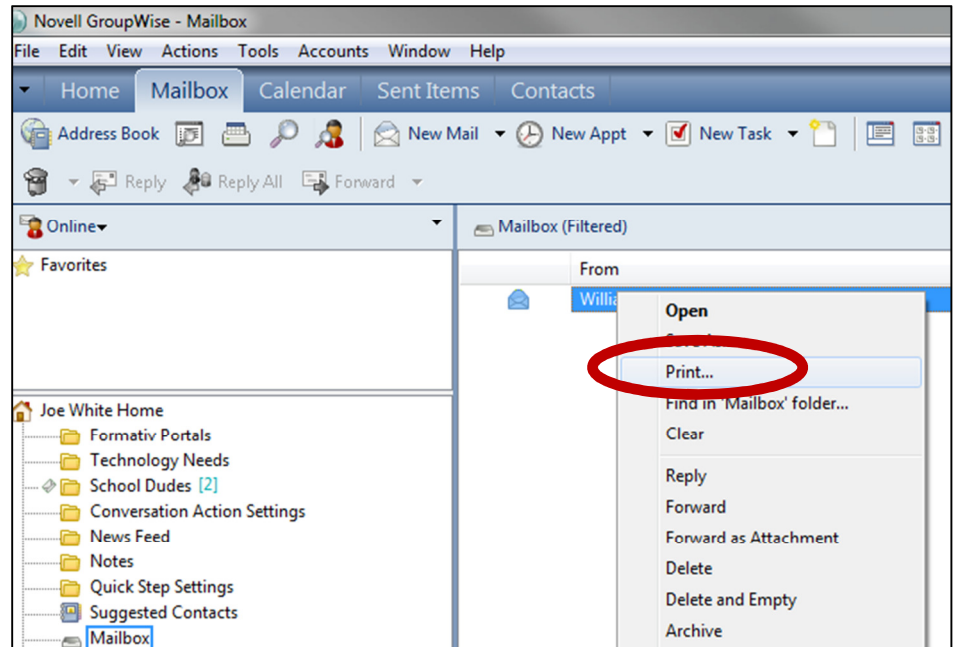 Novell GroupWise - Mailbox
File Edit View Actions Tools Accounts Window Help
Home Mailbox Calendar Sent Items Contacts
Address Book New Mail New Appt New Task
Reply Reply All Forward
Online
Mailbox (Filtered)
Favorites
From
Open
Print...
Find in 'Mailbox' folder...
Clear
Reply
Forward
Forward as Attachment
Delete
Delete and Empty
Archive
Joe White Home
Formativ Portals
Technology Needs
School Dudes [2]
Conversation Action Settings
News Feed
Notes
Quick Step Settings
Suggested Contacts
Mailbox